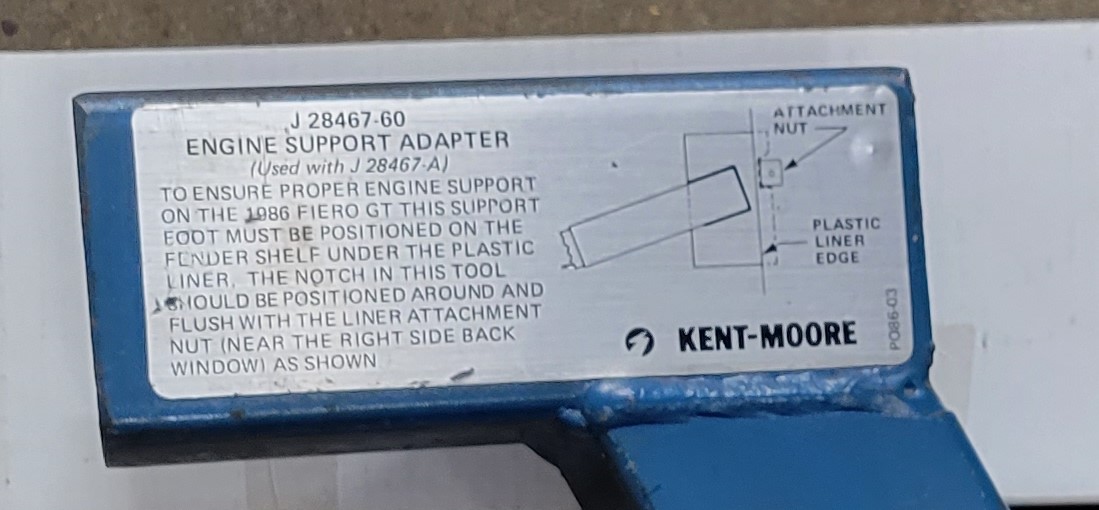 J 28467-60
ENGINE SUPPORT ADAPTER
(Used with J 28467-A)
TO ENSURE PROPER ENGINE SUPPORT
ON THE 1986 FIERO GT THIS SUPPORT
FOOT MUST BE POSITIONED ON THE
FENDER SHELF UNDER THE PLASTIC
LINER. THE NOTCH IN THIS TOOL
SHOULD BE POSITIONED AROUND AND
FLUSH WITH THE LINER ATTACHMENT
NUT (NEAR THE RIGHT SIDE BACK
WINDOW) AS SHOWN
ATTACHMENT
NUT
PLASTIC
LINER
EDGE
KENT-MOORE
PO86-03